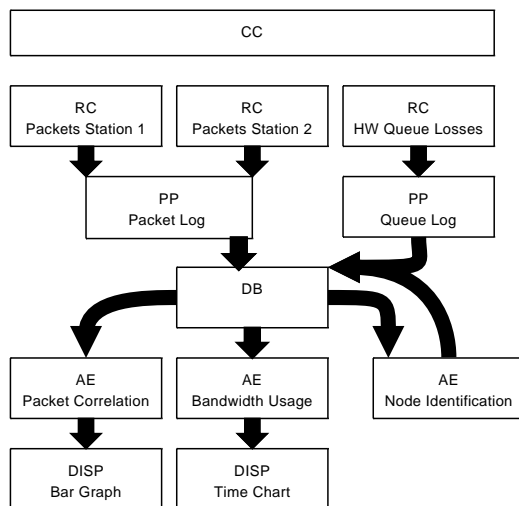 CC
RC
Packets Station 1
RC
Packets Station 2
RC
HW Queue Losses
PP
Packet Log
PP
Queue Log
DB
AE
Packet Correlation
AE
Bandwidth Usage
AE
Node Identification
DISP
Bar Graph
DISP
Time Chart